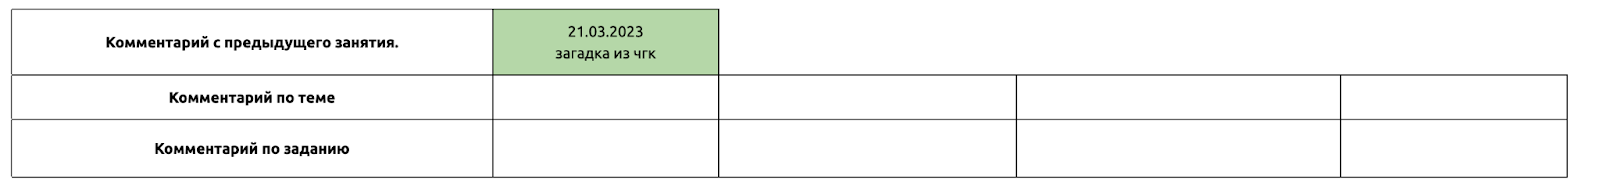 Комментарий с предыдущего занятия.
21.03.2023
загадка из чгк
Комментарий по теме
Комментарий по заданию